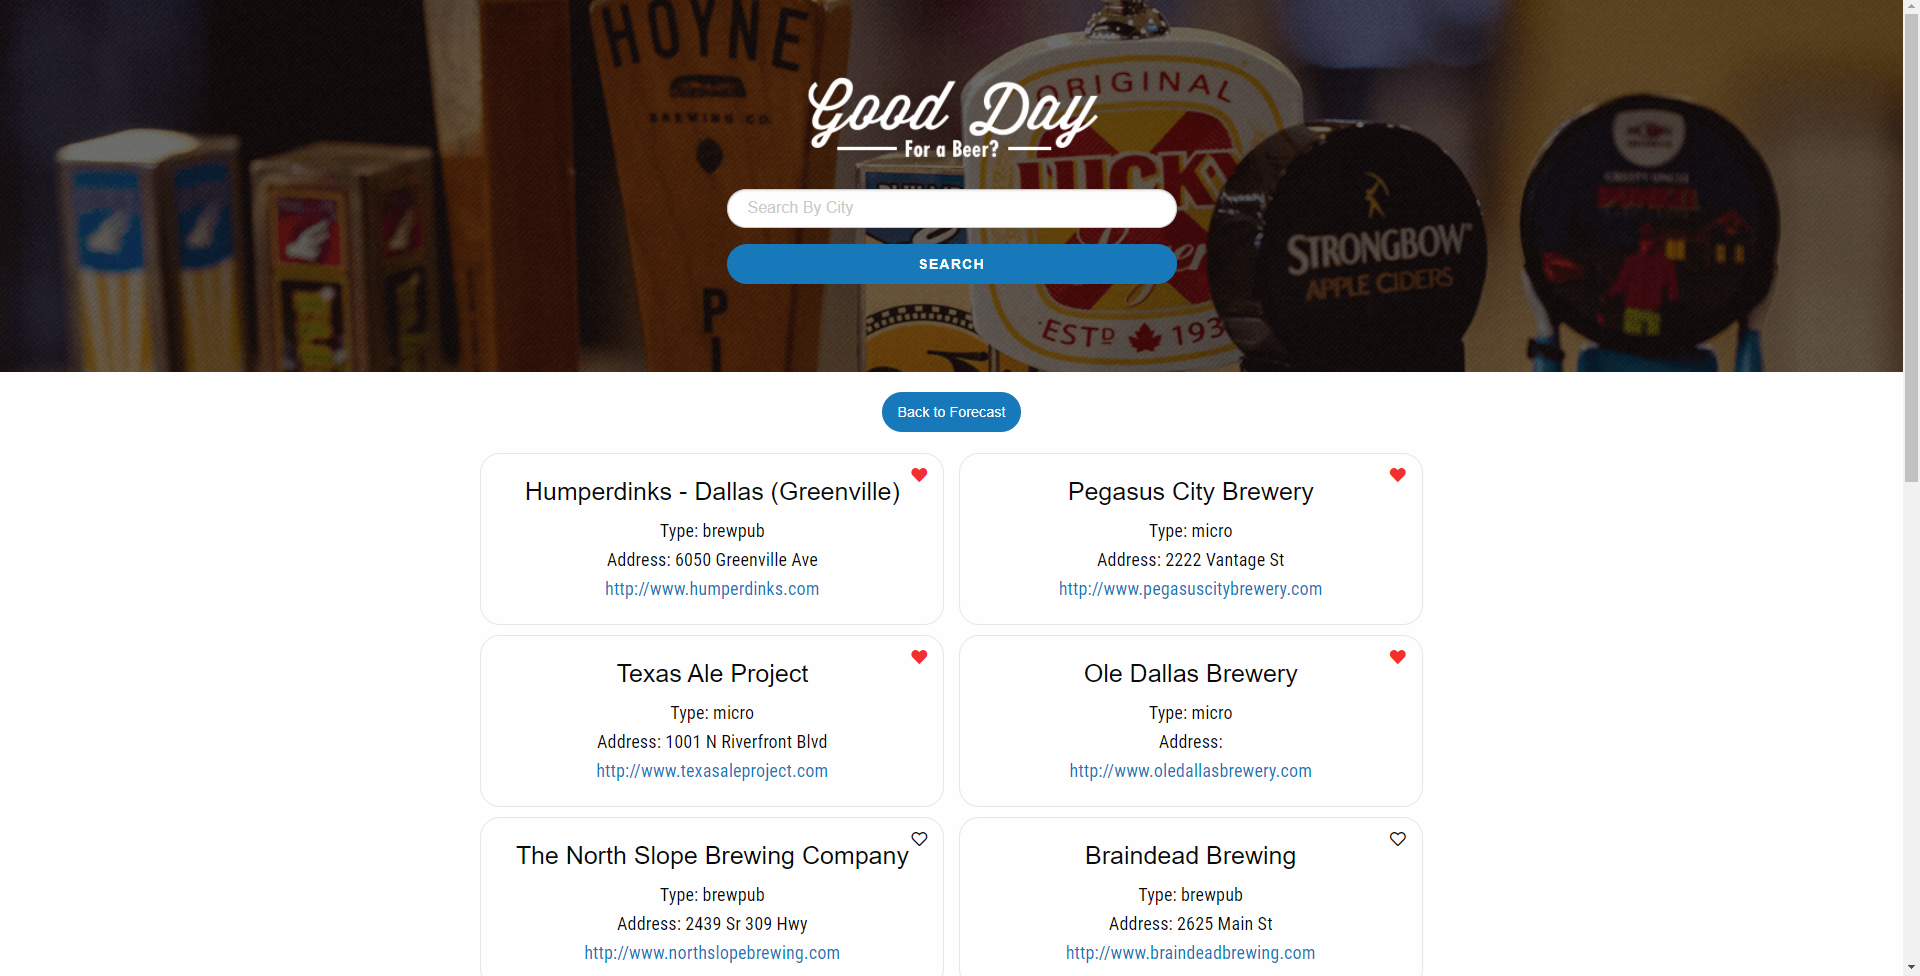 HOYNE
BREWING CO.
PI
ORIGINAL
LUCKY
Lager
ESTD 193
STRONGBOW
APPLE CIDERS
DUNKEL
Good Day
For a Beer?
Search By City
SEARCH
Back to Forecast
Humperdinks - Dallas (Greenville)
Type: brewpub
Address: 6050 Greenville Ave
http://www.humperdinks.com
Pegasus City Brewery
Type: micro
Address: 2222 Vantage St
http://www.pegasuscitybrewery.com
Texas Ale Project
Type: micro
Address: 1001 N Riverfront Blvd
http://www.texasaleproject.com
Ole Dallas Brewery
Type: micro
Address:
http://www.oledallasbrewery.com
The North Slope Brewing Company
Type: brewpub
Address: 2439 Sr 309 Hwy
http://www.northslopebrewing.com
Braindead Brewing
Type: brewpub
Address: 2625 Main St
http://www.braindeadbrewing.com